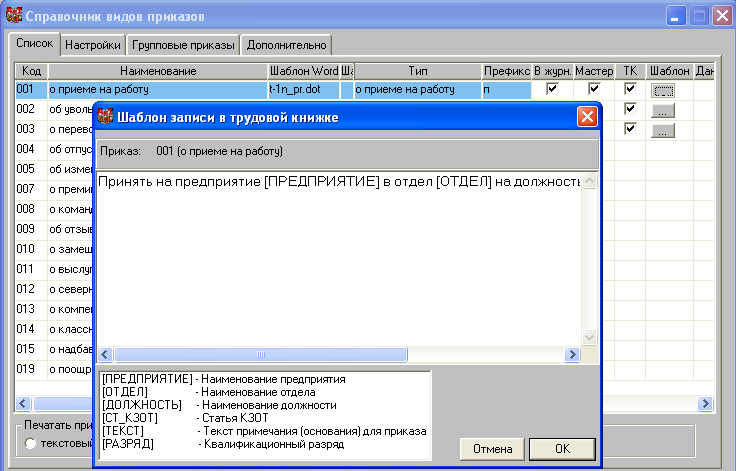 Справочник видов приказов
Список Настройки Групповые приказы Дополнительно
Код Наименование Шаблон Word Ша Тип Префикс В журн. Мастер ТК Шаблон Дан
001 о приеме на работу t-1n_pr.dot о приеме на работу п ...
002 об уволь ...
003 о перево ...
004 об отпус
005 об измен
007 о преми
008 о команд
009 об отзыв
010 о замещ
011 о выслуг
012 о северн
013 о компен
014 о классн
015 о надбав
019 о поощр
Печатать при
текстовый
Шаблон записи в трудовой книжке
Приказ: 001 (о приеме на работу)
Принять на предприятие [ПРЕДПРИЯТИЕ] в отдел [ОТДЕЛ] на должность
[ПРЕДПРИЯТИЕ] - Наименование предприятия
[ОТДЕЛ] - Наименование отдела
[ДОЛЖНОСТЬ] - Наименование должности
[СТ_КЗОТ] - Статья КЗОТ
[ТЕКСТ] - Текст примечания (основания) для приказа
[РАЗРЯД] - Квалификационный разряд
Отмена OK